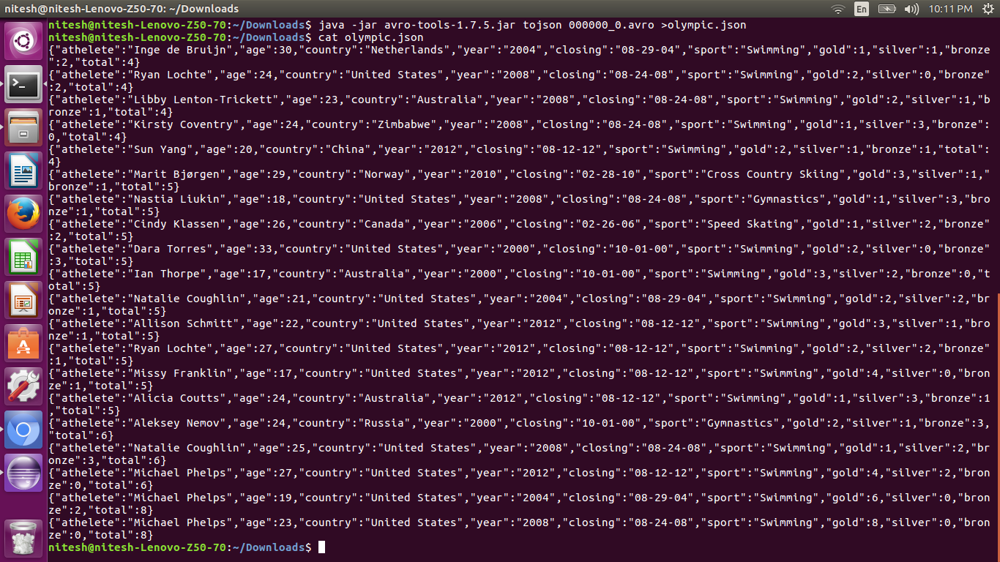 nitesh@nitesh-Lenovo-Z50-70: ~/Downloads En 10:11 PM
nitesh@nitesh-Lenovo-Z50-70:~/Downloads$ java -jar avro-tools-1.7.5.jar tojson 000000_0.avro >olympic.json
nitesh@nitesh-Lenovo-Z50-70:~/Downloads$ cat olympic.json
{"athelete":"Inge de Bruijn","age":30,"country":"Netherlands","year":"2004","closing":"08-29-04","sport":"Swimming","gold":1,"silver":1,"bronze
":2,"total":4}
{"athelete":"Ryan Lochte","age":24,"country":"United States","year":"2008","closing":"08-24-08","sport":"Swimming","gold":2,"silver":0,"bronze"
:2,"total":4}
{"athelete":"Libby Lenton-Trickett","age":23,"country":"Australia","year":"2008","closing":"08-24-08","sport":"Swimming","gold":2,"silver":1,"b
ronze":1,"total":4}
{"athelete":"Kirsty Coventry","age":24,"country":"Zimbabwe","year":"2008","closing":"08-24-08","sport":"Swimming","gold":1,"silver":3,"bronze":
0,"total":4}
{"athelete":"Sun Yang","age":20,"country":"China","year":"2012","closing":"08-12-12","sport":"Swimming","gold":2,"silver":1,"bronze":1,"total":
4}
{"athelete":"Marit Bjørgen","age":29,"country":"Norway","year":"2010","closing":"02-28-10","sport":"Cross Country Skiing","gold":3,"silver":1,"
bronze":1,"total":5}
{"athelete":"Nastia Liukin","age":18,"country":"United States","year":"2008","closing":"08-24-08","sport":"Gymnastics","gold":1,"silver":3,"bro
nze":1,"total":5}
{"athelete":"Cindy Klassen","age":26,"country":"Canada","year":"2006","closing":"02-26-06","sport":"Speed Skating","gold":1,"silver":2,"bronze"
:2,"total":5}
{"athelete":"Dara Torres","age":33,"country":"United States","year":"2000","closing":"10-01-00","sport":"Swimming","gold":2,"silver":0,"bronze"
:3,"total":5}
{"athelete":"Ian Thorpe","age":17,"country":"Australia","year":"2000","closing":"10-01-00","sport":"Swimming","gold":3,"silver":2,"bronze":0,"t
otal":5}
{"athelete":"Natalie Coughlin","age":21,"country":"United States","year":"2004","closing":"08-29-04","sport":"Swimming","gold":2,"silver":2,"br
onze":1,"total":5}
{"athelete":"Allison Schmitt","age":22,"country":"United States","year":"2012","closing":"08-12-12","sport":"Swimming","gold":3,"silver":1,"bro
nze":1,"total":5}
{"athelete":"Ryan Lochte","age":27,"country":"United States","year":"2012","closing":"08-12-12","sport":"Swimming","gold":2,"silver":2,"bronze"
:1,"total":5}
{"athelete":"Missy Franklin","age":17,"country":"United States","year":"2012","closing":"08-12-12","sport":"Swimming","gold":4,"silver":0,"bron
ze":1,"total":5}
{"athelete":"Alicia Coutts","age":24,"country":"Australia","year":"2012","closing":"08-12-12","sport":"Swimming","gold":1,"silver":3,"bronze":1
,"total":5}
{"athelete":"Aleksey Nemov","age":24,"country":"Russia","year":"2000","closing":"10-01-00","sport":"Gymnastics","gold":2,"silver":1,"bronze":3,
"total":6}
{"athelete":"Natalie Coughlin","age":25,"country":"United States","year":"2008","closing":"08-24-08","sport":"Swimming","gold":1,"silver":2,"br
onze":3,"total":6}
{"athelete":"Michael Phelps","age":27,"country":"United States","year":"2012","closing":"08-12-12","sport":"Swimming","gold":4,"silver":2,"bron
ze":0,"total":6}
{"athelete":"Michael Phelps","age":19,"country":"United States","year":"2004","closing":"08-29-04","sport":"Swimming","gold":6,"silver":0,"bron
ze":2,"total":8}
{"athelete":"Michael Phelps","age":23,"country":"United States","year":"2008","closing":"08-24-08","sport":"Swimming","gold":8,"silver":0,"bron
ze":0,"total":8}
nitesh@nitesh-Lenovo-Z50-70:~/Downloads$